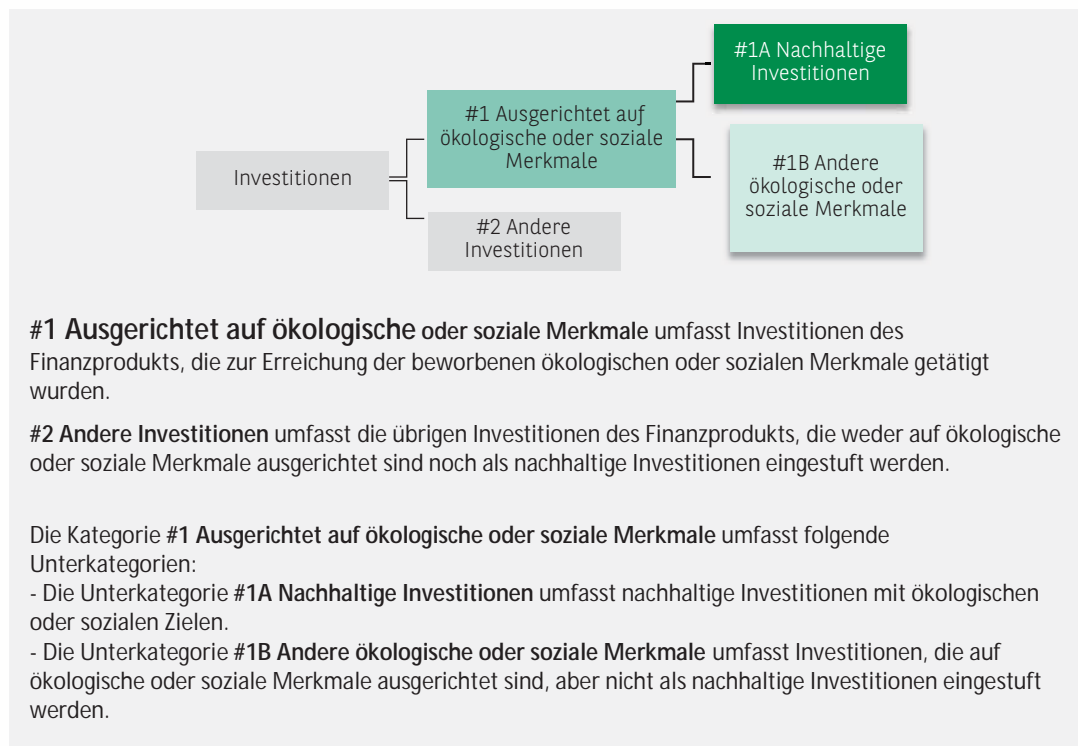 #1A Nachhaltige
Investitionen
#1 Ausgerichtet auf
ökologische oder soziale
Merkmale
#1B Andere
ökologische oder
soziale Merkmale
Investitionen
#2 Andere
Investitionen
#1 Ausgerichtet auf ökologische oder soziale Merkmale umfasst Investitionen des
Finanzprodukts, die zur Erreichung der beworbenen ökologischen oder sozialen Merkmale getätigt
wurden.
#2 Andere Investitionen umfasst die übrigen Investitionen des Finanzprodukts, die weder auf ökologische
oder soziale Merkmale ausgerichtet sind noch als nachhaltige Investitionen eingestuft werden.
Die Kategorie #1 Ausgerichtet auf ökologische oder soziale Merkmale umfasst folgende
Unterkategorien:
- Die Unterkategorie #1A Nachhaltige Investitionen umfasst nachhaltige Investitionen mit ökologischen
oder sozialen Zielen.
- Die Unterkategorie #1B Andere ökologische oder soziale Merkmale umfasst Investitionen, die auf
ökologische oder soziale Merkmale ausgerichtet sind, aber nicht als nachhaltige Investitionen eingestuft
werden.